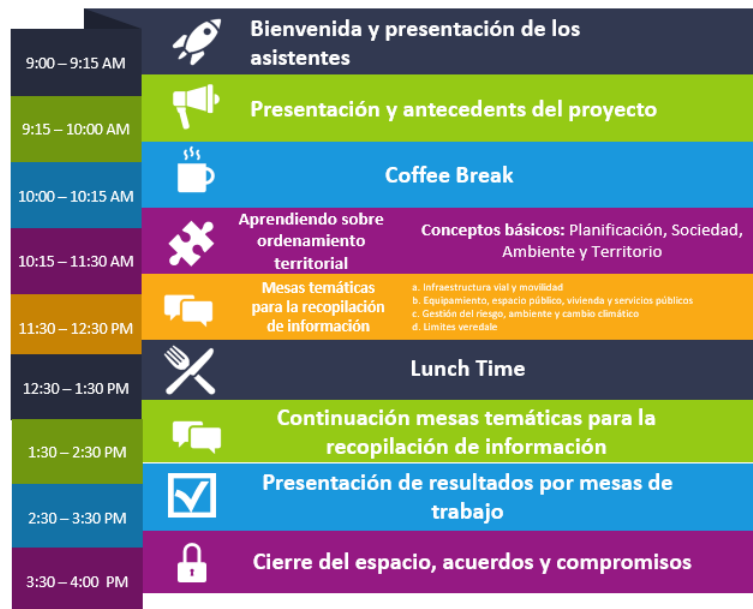 9:00 – 9:15 AM
Bienvenida y presentación de los
asistentes
9:15 – 10:00 AM
Presentación y antecedents del proyecto
10:00 – 10:15 AM
Coffee Break
10:15 – 11:30 AM
Aprendiendo sobre
ordenamiento
territorial
Conceptos básicos: Planificación, Sociedad,
Ambiente y Territorio
11:30 – 12:30 PM
Mesas temáticas
para la recopilación
de información
a. Infraestructura vial y movilidad
b. Equipamiento, espacio público, vivienda y servicios públicos
c. Gestión del riesgo, ambiente y cambio climático
d. Limites veredale
12:30 – 1:30 PM
Lunch Time
1:30 – 2:30 PM
Continuación mesas temáticas para la
recopilación de información
2:30 – 3:30 PM
Presentación de resultados por mesas de
trabajo
3:30 – 4:00 PM
Cierre del espacio, acuerdos y compromisos